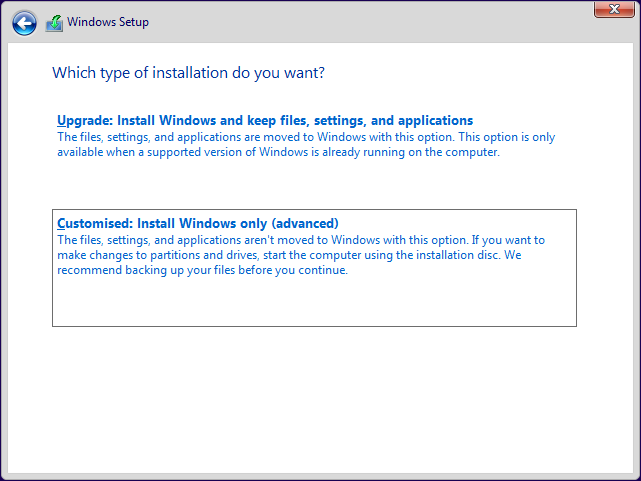 Windows Setup
Which type of installation do you want?
Upgrade: Install Windows and keep files, settings, and applications
The files, settings, and applications are moved to Windows with this option. This option is only
available when a supported version of Windows is already running on the computer.
Customised: Install Windows only (advanced)
The files, settings, and applications aren't moved to Windows with this option. If you want to
make changes to partitions and drives, start the computer using the installation disc. We
recommend backing up your files before you continue.